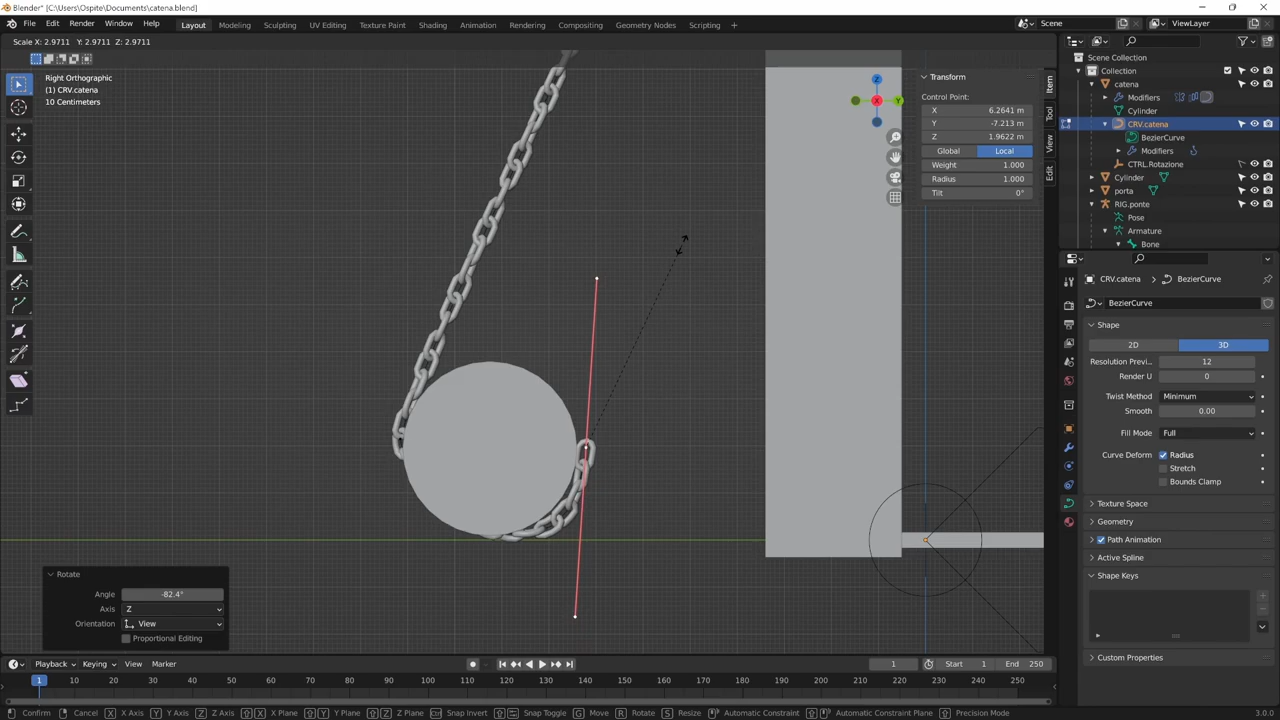 Blender* [C:\Users\Ospite\Documents\catena.blend]
File Edit Render Window Help Layout Modeling Sculpting UV Editing Texture Paint Shading Animation Rendering Compositing Geometry Nodes Scripting + Scene ViewLayer
Scale X: 2.9711 Y: 2.9711 Z: 2.9711
Right Orthographic
(1) CRV.catena
10 Centimeters
Z
X
Y
Transform
Control Point:
X 6.2641 m
Y -7.213 m
Z 1.9622 m
Global Local
Weight 1.000
Radius 1.000
Tilt 0°
Item
Tool
View
Edit
Scene Collection
Collection
catena
Modifiers
Cylinder
CRV.catena
BezierCurve
Modifiers
CTRL.Rotazione
Cylinder
porta
RIG.ponte
Pose
Armature
Bone
CRV.catena > BezierCurve
BezierCurve
Shape
2D 3D
Resolution Previ... 12
Render U 0
Twist Method Minimum
Smooth 0.00
Fill Mode Full
Curve Deform Radius
Stretch
Bounds Clamp
Texture Space
Geometry
Path Animation
Active Spline
Shape Keys
Custom Properties
Rotate
Angle -82.4°
Axis Z
Orientation View
Proportional Editing
Playback Keying View Marker 1 Start 1 End 250
1 10 20 30 40 50 60 70 80 90 100 110 120 130 140 150 160 170 180 190 200 210 220 230 240 250
Confirm Cancel X X Axis Y Y Axis Z Z Axis X X Plane Y Y Plane Z Z Plane Snap Invert Snap Toggle G Move R Rotate S Resize Automatic Constraint Automatic Constraint Plane Precision Mode 3.0.0